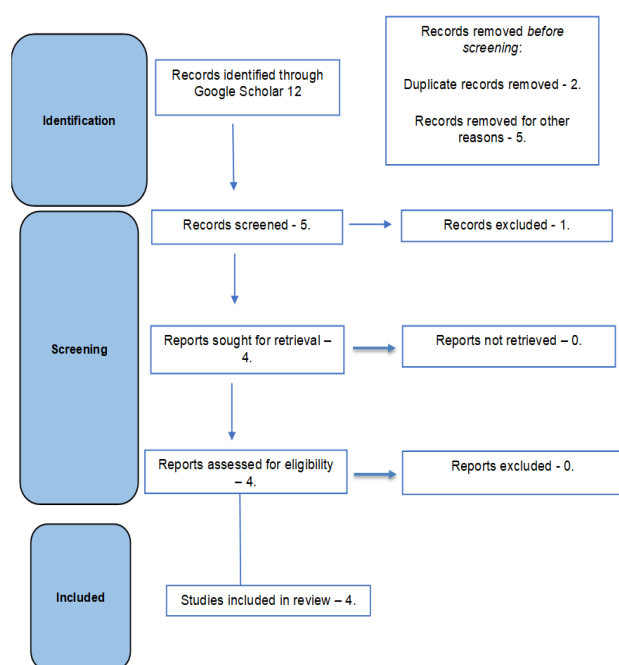 Identification
Records identified through
Google Scholar 12
Records removed before
screening:
Duplicate records removed - 2.
Records removed for other
reasons - 5.
Screening
Records screened - 5.
Records excluded - 1.
Reports sought for retrieval –
4.
Reports not retrieved – 0.
Reports assessed for eligibility
– 4.
Reports excluded - 0.
Included
Studies included in review – 4.